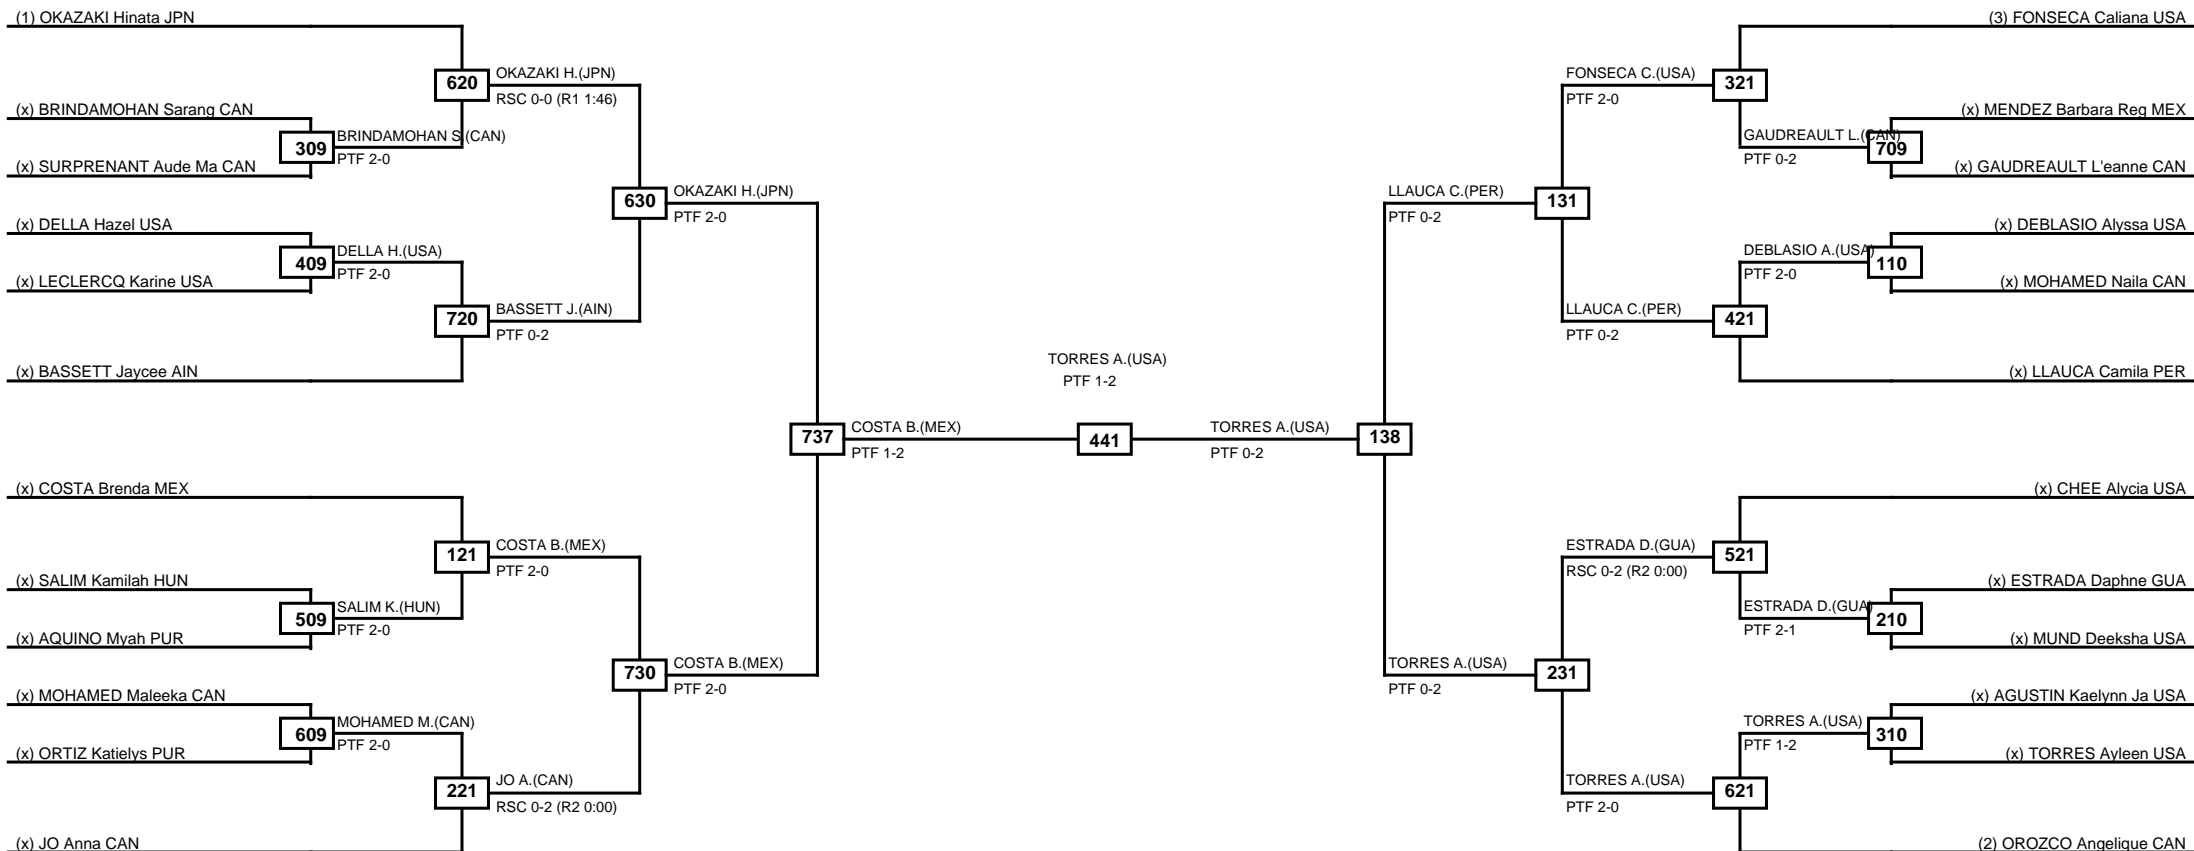 (1) OKAZAKI Hinata JPN
(x) BRINDAMOHAN Sarang CAN
(x) SURPRENANT Aude Ma CAN
(x) DELLA Hazel USA
(x) LECLERCQ Karine USA
(x) BASSETT Jaycee AIN
(x) COSTA Brenda MEX
(x) SALIM Kamilah HUN
(x) AQUINO Myah PUR
(x) MOHAMED Maleeka CAN
(x) ORTIZ Katielys PUR
(x) JO Anna CAN
309
BRINDAMOHAN S.(CAN)
PTF 2-0
409
DELLA H.(USA)
PTF 2-0
509
SALIM K.(HUN)
PTF 2-0
609
MOHAMED M.(CAN)
PTF 2-0
620
OKAZAKI H.(JPN)
RSC 0-0 (R1 1:46)
720
BASSETT J.(AIN)
PTF 0-2
121
COSTA B.(MEX)
PTF 2-0
221
JO A.(CAN)
RSC 0-2 (R2 0:00)
630
OKAZAKI H.(JPN)
PTF 2-0
730
COSTA B.(MEX)
PTF 2-0
737
COSTA B.(MEX)
PTF 1-2
TORRES A.(USA)
PTF 1-2
441
TORRES A.(USA)
PTF 0-2
138
LLAUCA C.(PER)
PTF 0-2
131
TORRES A.(USA)
PTF 0-2
231
FONSECA C.(USA)
PTF 2-0
321
LLAUCA C.(PER)
PTF 0-2
421
ESTRADA D.(GUA)
RSC 0-2 (R2 0:00)
521
TORRES A.(USA)
PTF 2-0
621
GAUDREAULT L.(CAN)
PTF 0-2
709
DEBLASIO A.(USA)
PTF 2-0
110
ESTRADA D.(GUA)
PTF 2-1
210
TORRES A.(USA)
PTF 1-2
310
(3) FONSECA Caliana USA
(x) MENDEZ Barbara Reg MEX
(x) GAUDREAULT L'eanne CAN
(x) DEBLASIO Alyssa USA
(x) MOHAMED Naila CAN
(x) LLAUCA Camila PER
(x) CHEE Alycia USA
(x) ESTRADA Daphne GUA
(x) MUND Deeksha USA
(x) AGUSTIN Kaelynn Ja USA
(x) TORRES Ayleen USA
(2) OROZCO Angelique CAN